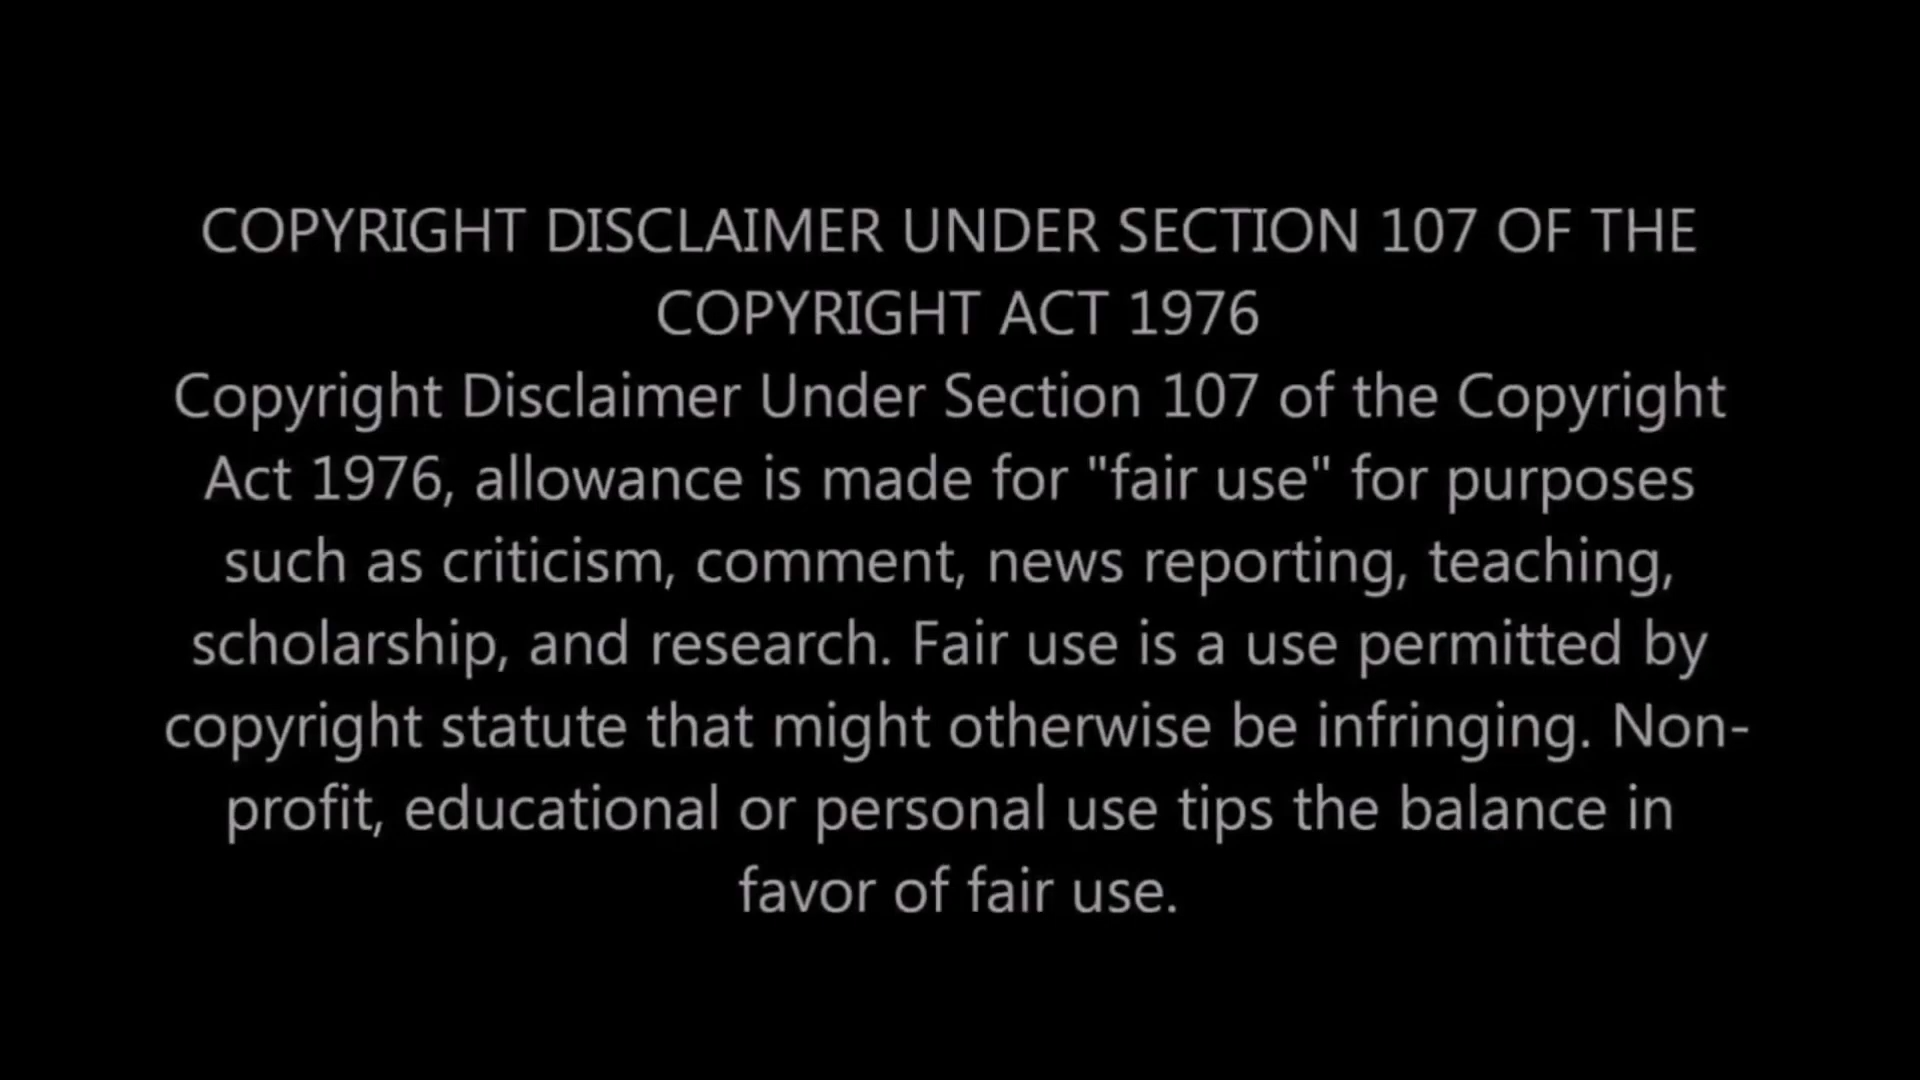 COPYRIGHT DISCLAIMER UNDER SECTION 107 OF THE
COPYRIGHT ACT 1976
Copyright Disclaimer Under Section 107 of the Copyright
Act 1976, allowance is made for "fair use" for purposes
such as criticism, comment, news reporting, teaching,
scholarship, and research. Fair use is a use permitted by
copyright statute that might otherwise be infringing. Non-
profit, educational or personal use tips the balance in
favor of fair use.